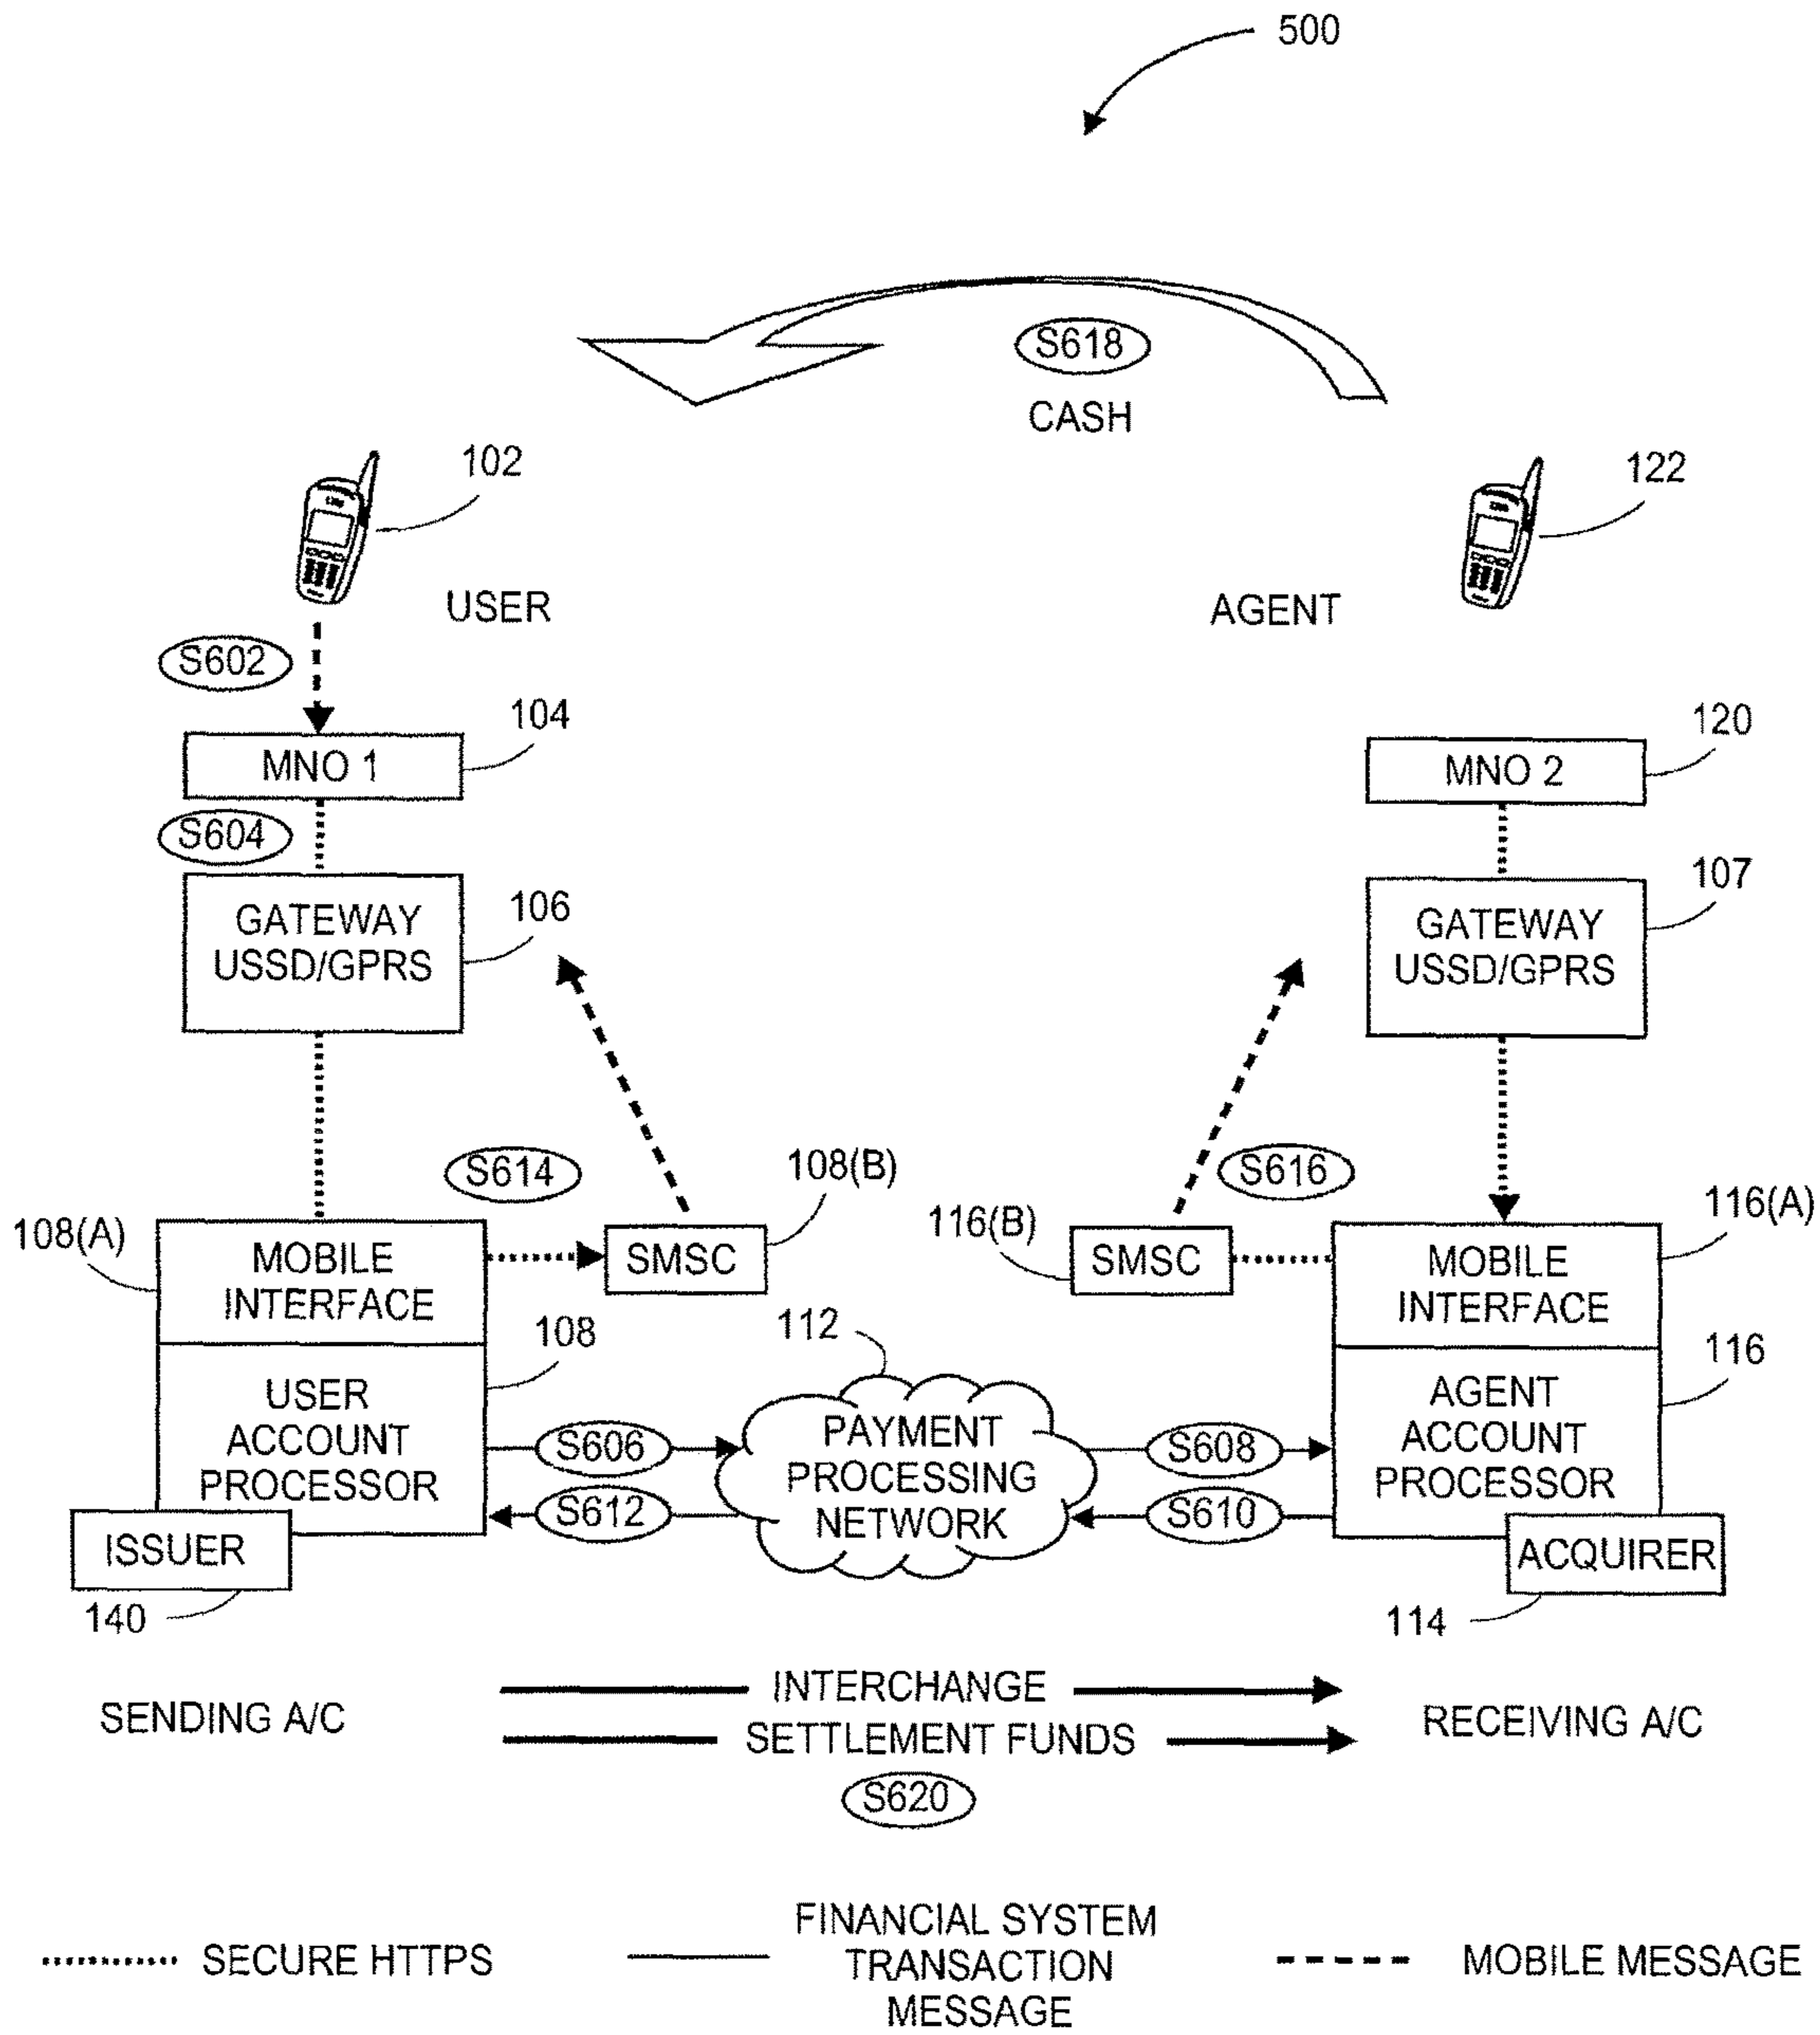 500
S618
CASH
102
122
USER
AGENT
S602
104
120
MNO 1
MNO 2
S604
106
107
GATEWAY
USSD/GPRS
GATEWAY
USSD/GPRS
S614
108(B)
S616
116(A)
108(A)
116(B)
MOBILE
INTERFACE
SMSC
SMSC
MOBILE
INTERFACE
108
112
116
USER
ACCOUNT
PROCESSOR
S606
S612
PAYMENT
PROCESSING
NETWORK
S608
S610
AGENT
ACCOUNT
PROCESSOR
ISSUER
ACQUIRER
140
114
SENDING A/C
INTERCHANGE
SETTLEMENT FUNDS
RECEIVING A/C
S620
SECURE HTTPS
FINANCIAL SYSTEM
TRANSACTION
MESSAGE
MOBILE MESSAGE